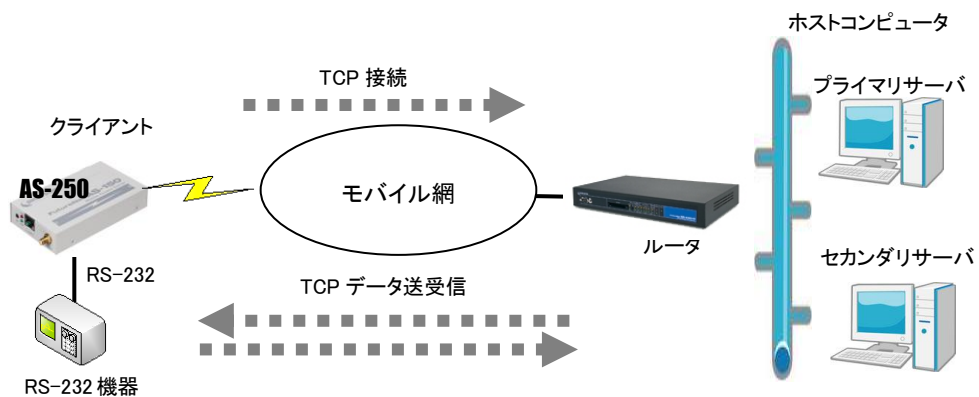 ホストコンピュータ
TCP 接続
プライマリサーバ
クライアント
AS-250
モバイル網
ルータ
RS-232
TCP データ送受信
セカンダリサーバ
RS-232 機器